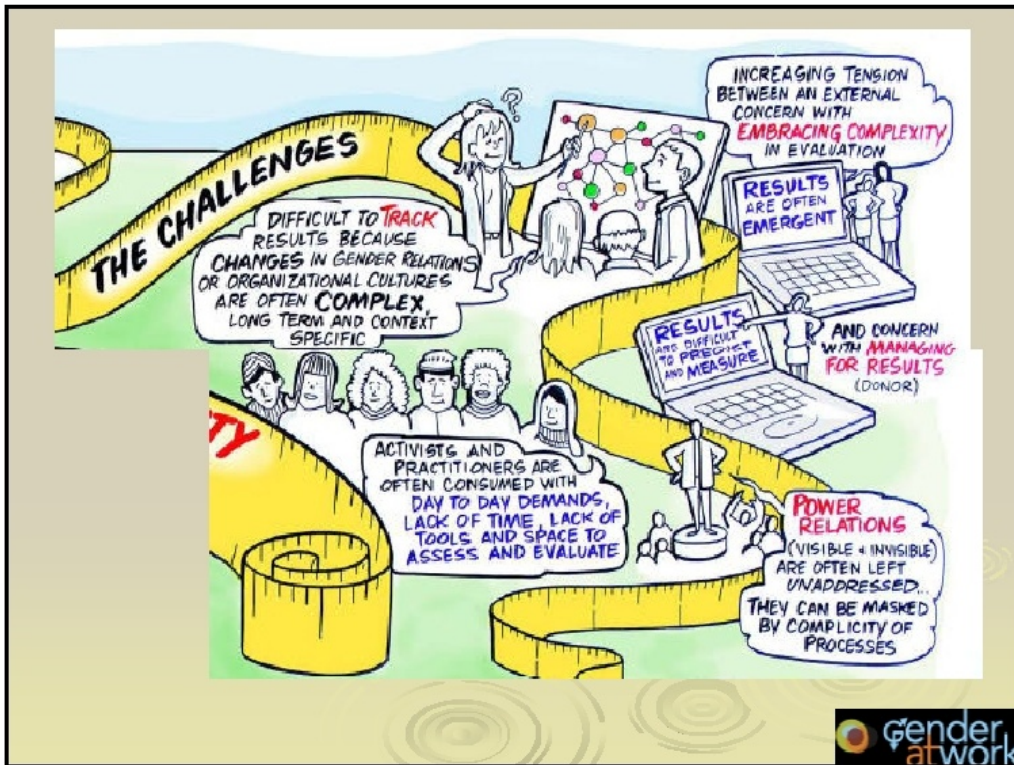 THE CHALLENGES
?
DIFFICULT TO TRACK
RESULTS BECAUSE
CHANGES IN GENDER RELATIONS
OR ORGANIZATIONAL CULTURES
ARE OFTEN COMPLEX,
LONG TERM AND CONTEXT
SPECIFIC
INCREASING TENSION
BETWEEN AN EXTERNAL
CONCERN WITH
EMBRACING COMPLEXITY
IN EVALUATION
RESULTS
ARE OFTEN
EMERGENT
RESULTS
AND DIFFICULT
TO PREDICT
AND MEASURE
AND CONCERN
WITH MANAGING
FOR RESULTS
(DONOR)
TY
ACTIVISTS AND
PRACTITIONERS ARE
OFTEN CONSUMED WITH
DAY TO DAY DEMANDS,
LACK OF TIME, LACK OF
TOOLS AND SPACE TO
ASSESS AND EVALUATE
POWER
RELATIONS
(VISIBLE & INVISIBLE)
ARE OFTEN LEFT
UNADDRESSED...
THEY CAN BE MASKED
BY COMPLICITY OF
PROCESSES
gender
atwork